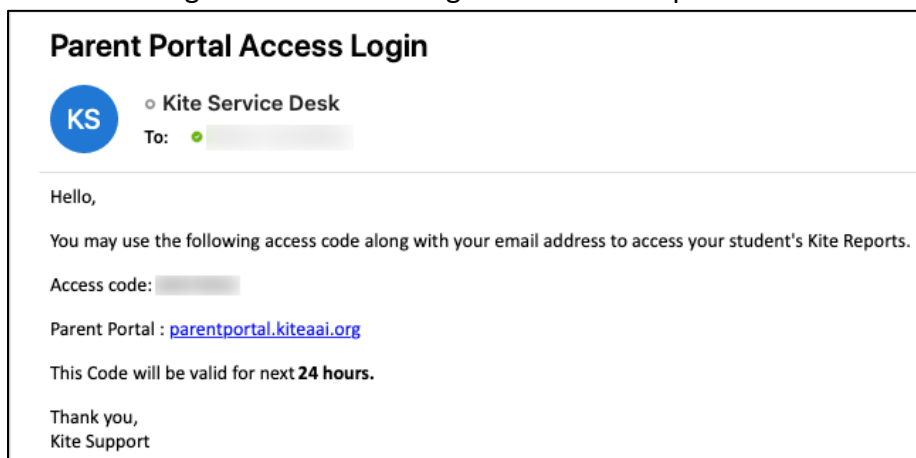 Parent Portal Access Login
KS
Kite Service Desk
To:
Hello,
You may use the following access code along with your email address to access your student's Kite Reports.
Access code:
Parent Portal : parentportal.kiteaai.org
This Code will be valid for next 24 hours.
Thank you,
Kite Support